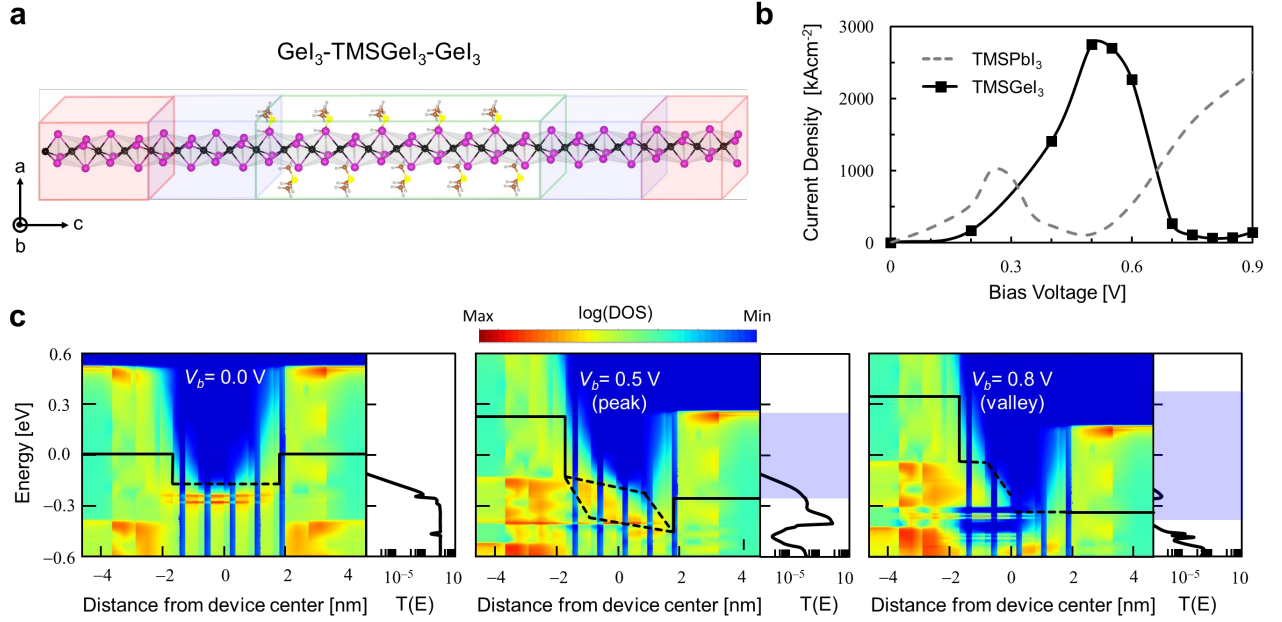 a
GeI₃-TMSGeI₃-GeI₃
a
b
c
b
Current Density [kAcm⁻²]
3000
2000
1000
0
TMSPbI₃
TMSGeI₃
0
0.3
0.6
0.9
Bias Voltage [V]
c
Max
log(DOS)
Min
Energy [eV]
0.6
0.3
0.0
−0.3
−0.6
V_b= 0.0 V
V_b= 0.5 V
(peak)
V_b= 0.8 V
(valley)
−4 −2 0 2 4
10⁻⁵ 10
−4 −2 0 2 4
10⁻⁵ 10
−4 −2 0 2 4
10⁻⁵ 10
Distance from device center [nm] T(E)
Distance from device center [nm] T(E)
Distance from device center [nm] T(E)